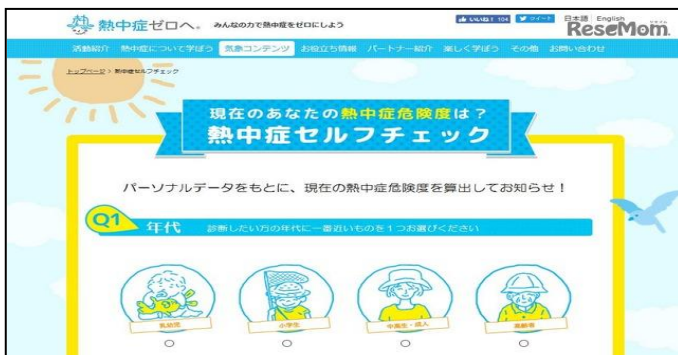 熱中症ゼロへ。 みんなの力で熱中症をゼロにしよう
いいね! 104 ツイート 日本語 English
ReseMom.
活動紹介 熱中症について学ぼう 気象コンテンツ お役立ち情報 パートナー紹介 楽しく学ぼう その他 お問い合わせ
トップページ > 熱中症セルフチェック
現在のあなたの熱中症危険度は?
熱中症セルフチェック
パーソナルデータをもとに、現在の熱中症危険度を算出してお知らせ!
Q1 年代 診断したい方の年代に一番近いものを1つお選びください
乳幼児 小学生 中高生・成人 高齢者